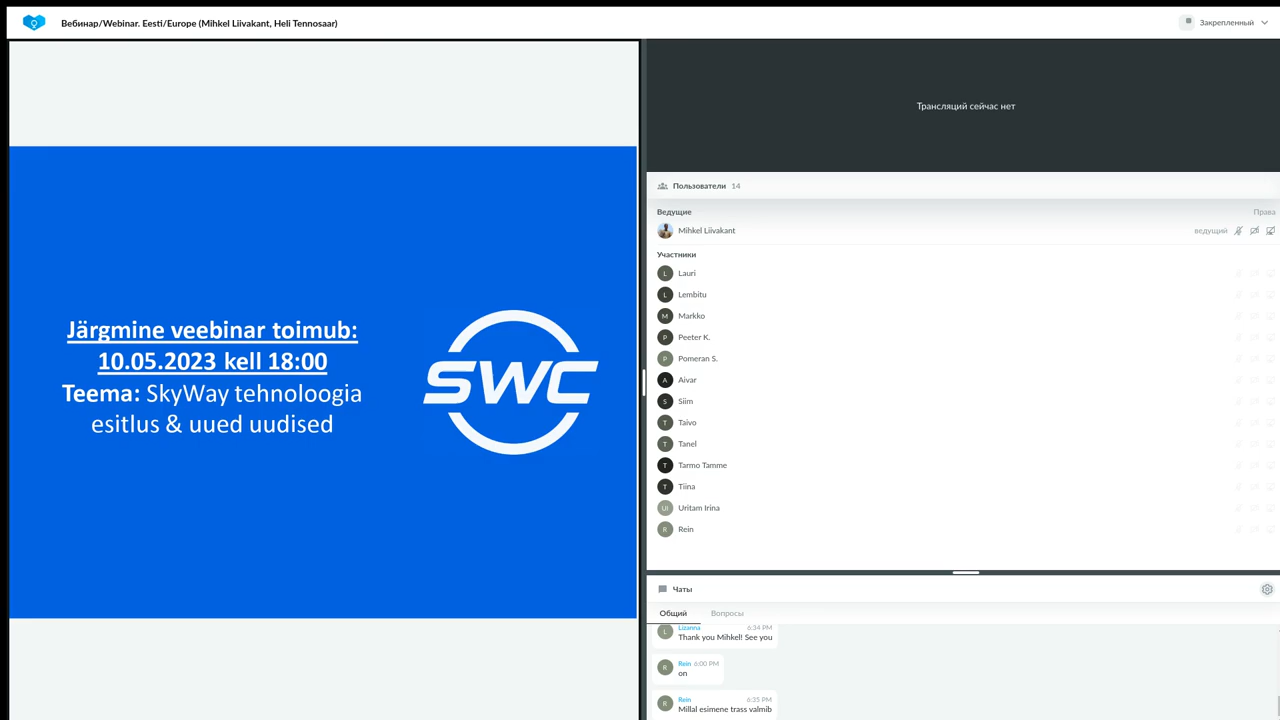 Вебинар/Webinar. Eesti/Europe (Mihkel Liivakant, Heli Tennosaar)
Закрепленный
Järgmine veebinar toimub:
10.05.2023 kell 18:00
Teema: SkyWay tehnoloogia
esitlus & uued uudised
SWC
Трансляций сейчас нет
Пользователи 14
Ведущие Права
Mihkel Liivakant ведущий
Участники
L Lauri
L Lembitu
M Markko
P Peeter K.
P Pomeran S.
A Aivar
S Siim
T Taivo
T Tanel
T Tarmo Tamme
T Tiina
UI Uritam Irina
R Rein
Чаты
Общий Вопросы
L Lizanna 6:34 PM
Thank you Mihkel! See you
R Rein 6:00 PM
on
R Rein 6:35 PM
Millal esimene trass valmib